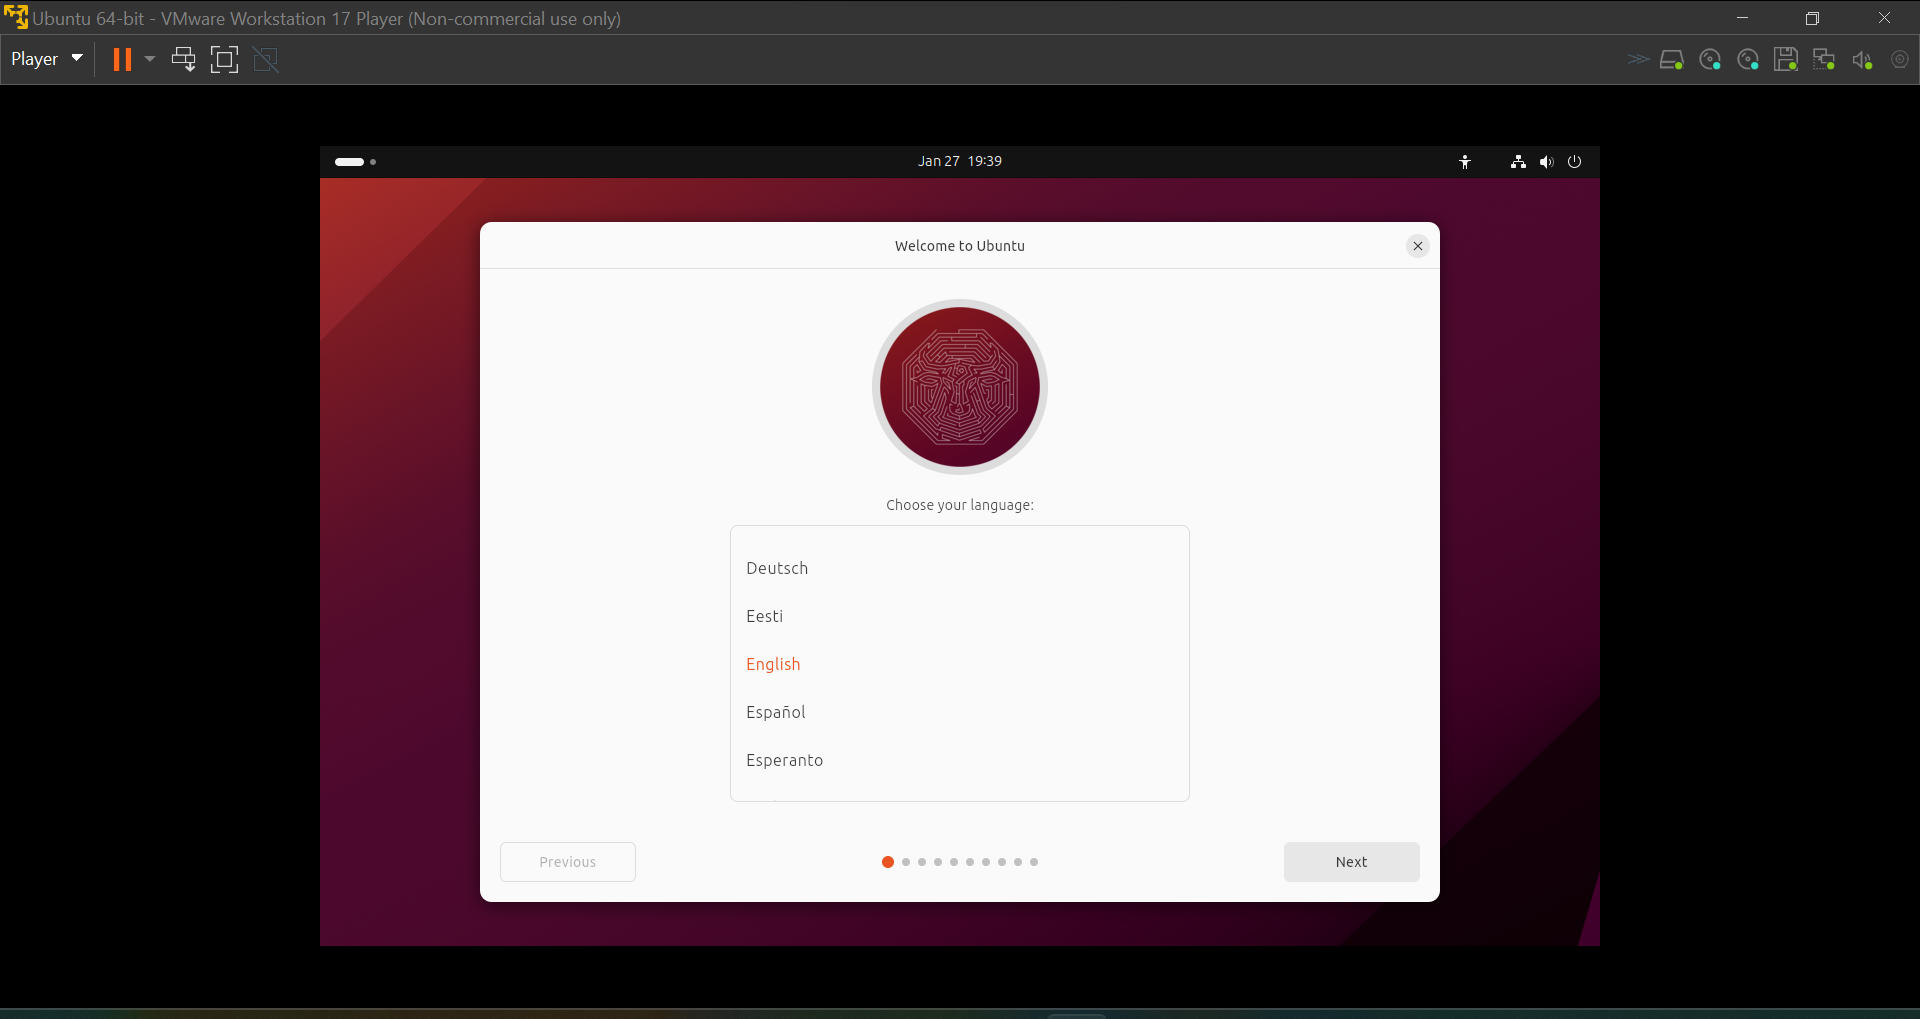 Ubuntu 64-bit - VMware Workstation 17 Player (Non-commercial use only)
Player
Jan 27 19:39
Welcome to Ubuntu
Choose your language:
Deutsch
Eesti
English
Español
Esperanto
Previous
Next